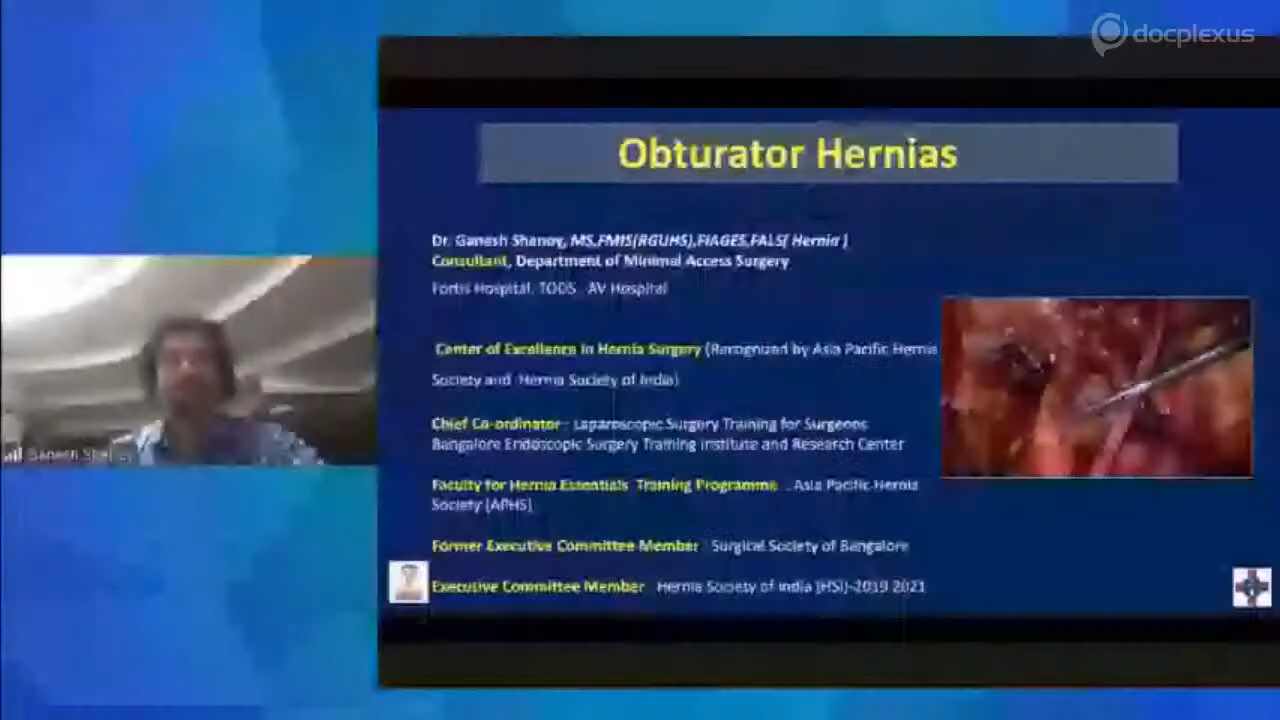 docplexus
Obturator Hernias
Dr. Ganesh Shenoy, MS,FMIS(RGUHS),FIAGES,FALS( Hernia )
Consultant, Department of Minimal Access Surgery
Fortis Hospital, TODS, AV Hospital
Center of Excellence in Hernia Surgery (Recognized by Asia Pacific Hernia
Society and Hernia Society of India)
Chief Co-ordinator : Laparoscopic Surgery Training for Surgeons
Bangalore Endoscopic Surgery Training Institute and Research Center
Faculty for Hernia Essentials Training Programme : Asia Pacific Hernia
Society (APHS)
Former Executive Committee Member : Surgical Society of Bangalore
Executive Committee Member : Hernia Society of India (HSI)-2019 2021
Ganesh Shenoy